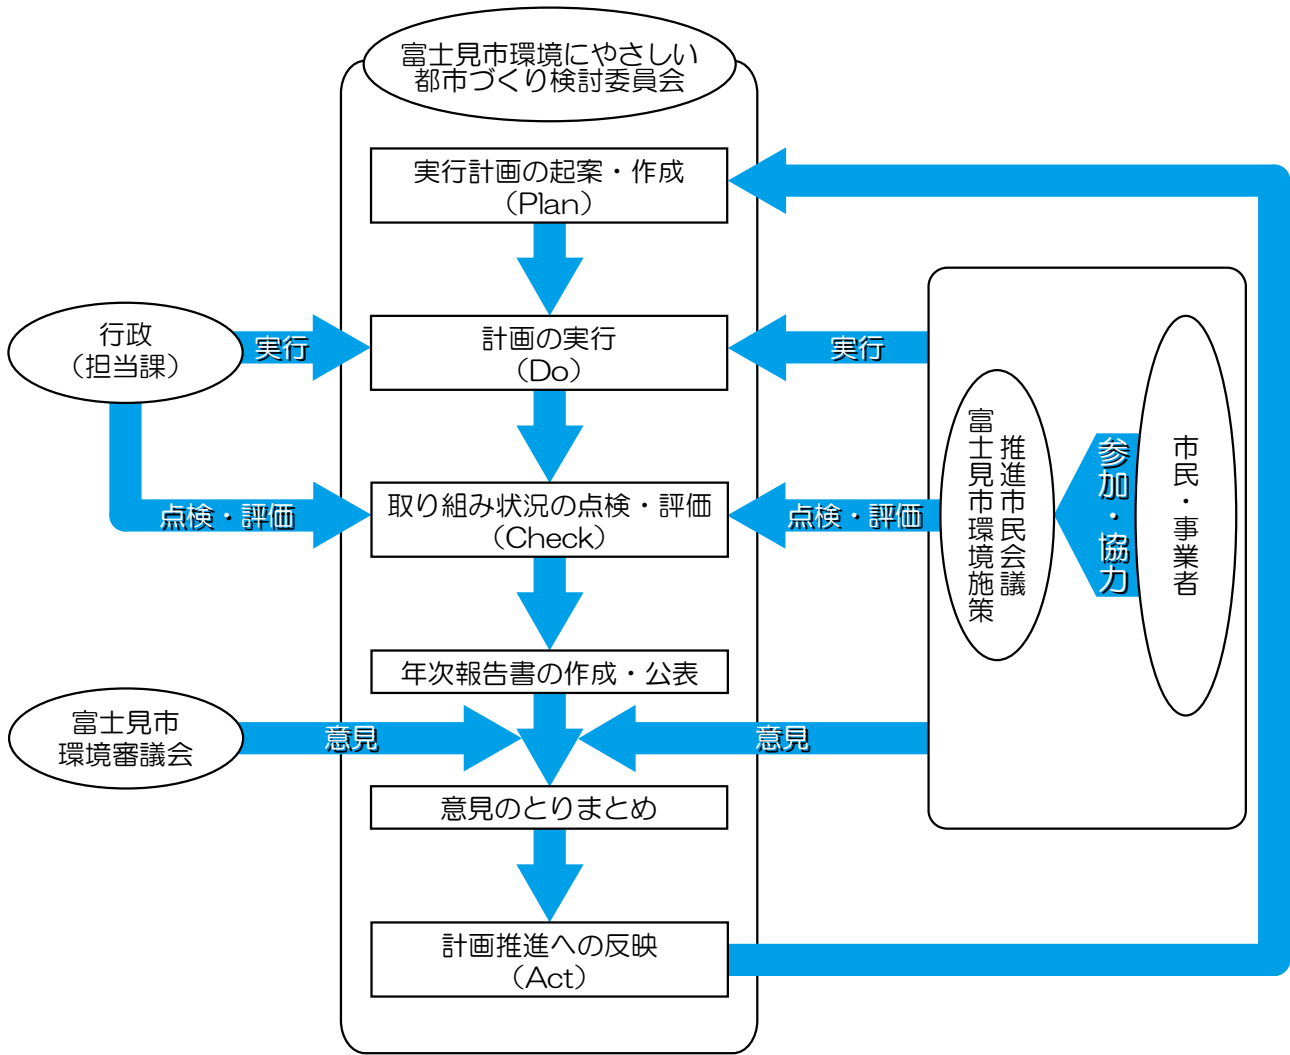 富士見市環境にやさしい
都市づくり検討委員会
実行計画の起案・作成
（Plan）
行政
（担当課）
実行
計画の実行
（Do）
実行
点検・評価
取り組み状況の点検・評価
（Check）
点検・評価
富士見市環境施策
推進市民会議
参加・協力
市民・事業者
年次報告書の作成・公表
富士見市
環境審議会
意見
意見
意見のとりまとめ
計画推進への反映
（Act）